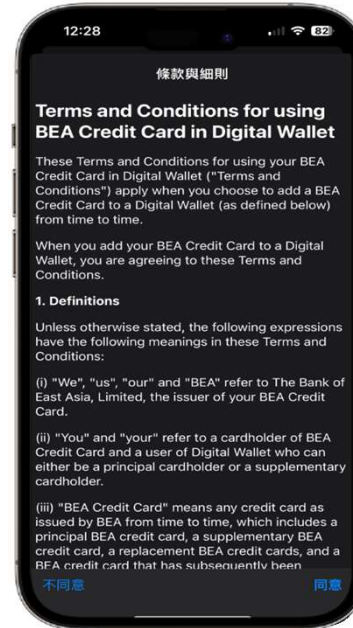 12:28
82
條款與細則
Terms and Conditions for using
BEA Credit Card in Digital Wallet
These Terms and Conditions for using your BEA
Credit Card in Digital Wallet ("Terms and
Conditions") apply when you choose to add a BEA
Credit Card to a Digital Wallet (as defined below)
from time to time.
When you add your BEA Credit Card to a Digital
Wallet, you are agreeing to these Terms and
Conditions.
1. Definitions
Unless otherwise stated, the following expressions
have the following meanings in these Terms and
Conditions:
(i) "We", "us", "our" and "BEA" refer to The Bank of
East Asia, Limited, the issuer of your BEA Credit
Card.
(ii) "You" and "your" refer to a cardholder of BEA
Credit Card and a user of Digital Wallet who can
either be a principal cardholder or a supplementary
cardholder.
(iii) "BEA Credit Card" means any credit card as
issued by BEA from time to time, which includes a
principal BEA credit card, a supplementary BEA
credit card, a replacement BEA credit cards, and a
BEA credit card that has subsequently been
不同意
同意